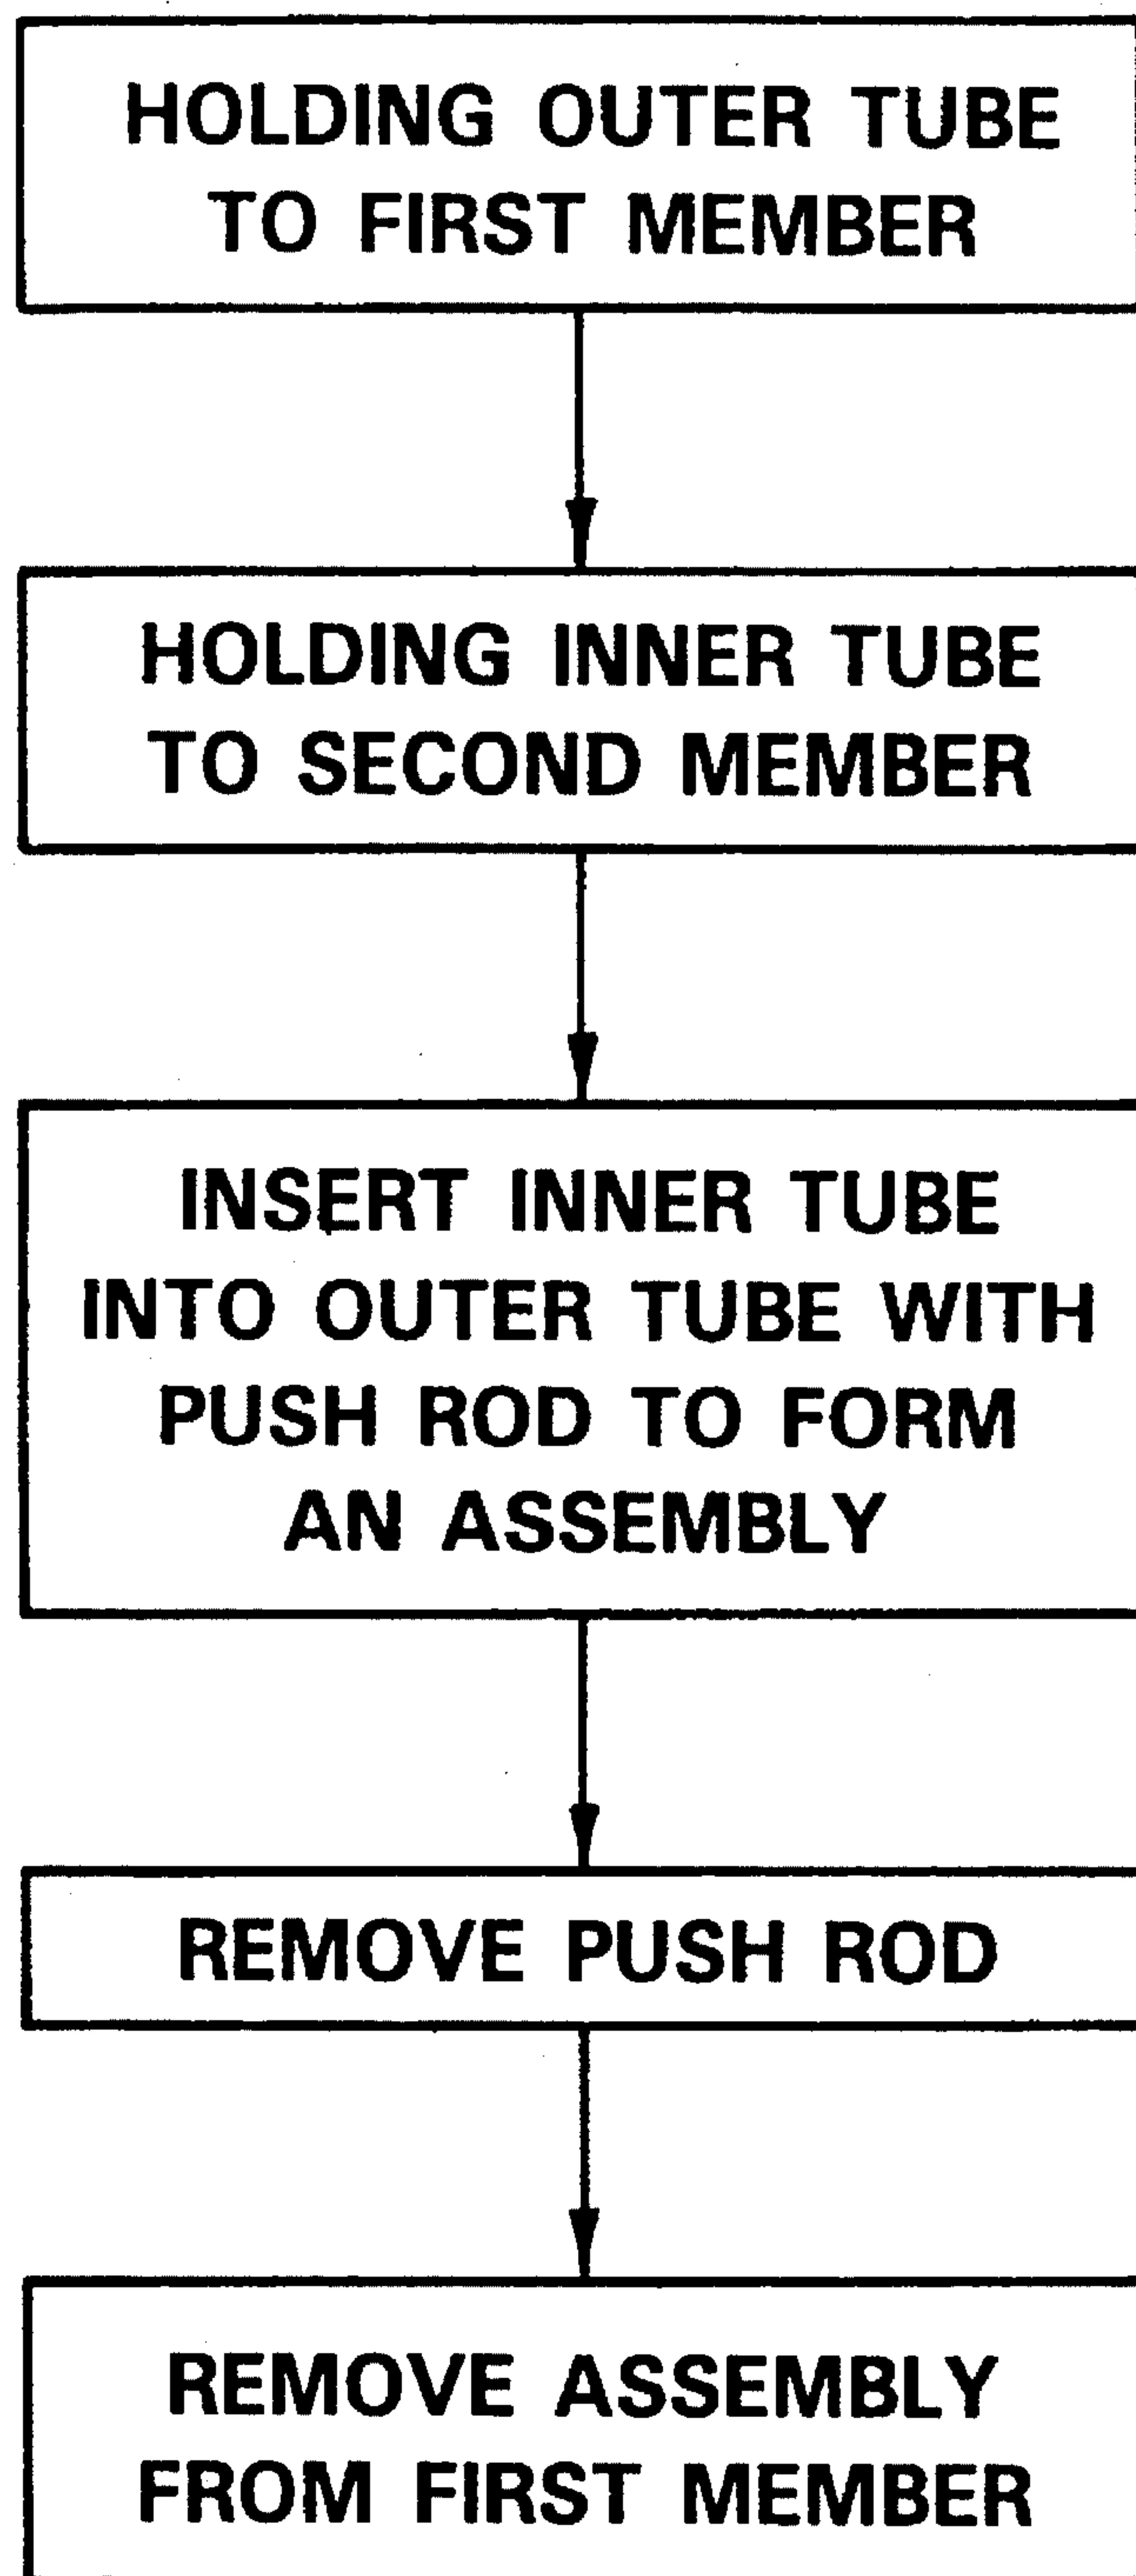 HOLDING OUTER TUBE
TO FIRST MEMBER
HOLDING INNER TUBE
TO SECOND MEMBER
INSERT INNER TUBE
INTO OUTER TUBE WITH
PUSH ROD TO FORM
AN ASSEMBLY
REMOVE PUSH ROD
REMOVE ASSEMBLY
FROM FIRST MEMBER